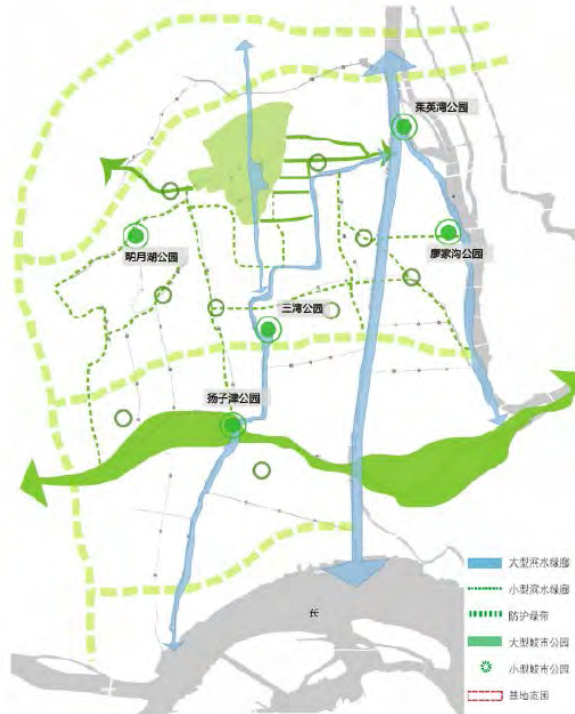 茱萸湾公园
廖家沟公园
明月湖公园
三湾公园
扬子津公园
长
大型滨水绿廊
小型滨水绿廊
防护绿带
大型城市公园
小型城市公园
基地范围